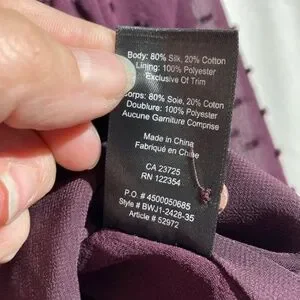 Body: 80% Silk, 20% Cotton
Lining: 100% Polyester
Exclusive Of Trim
orps: 80% Soie, 20% Coton
Doublure: 100% Polyester
Aucune Garniture Comprise
Made in China
Fabriqué en Chine
CA 23725
RN 122354
P.O. # 4500050685
Style # BWJ1-2428-35
Article # 52972